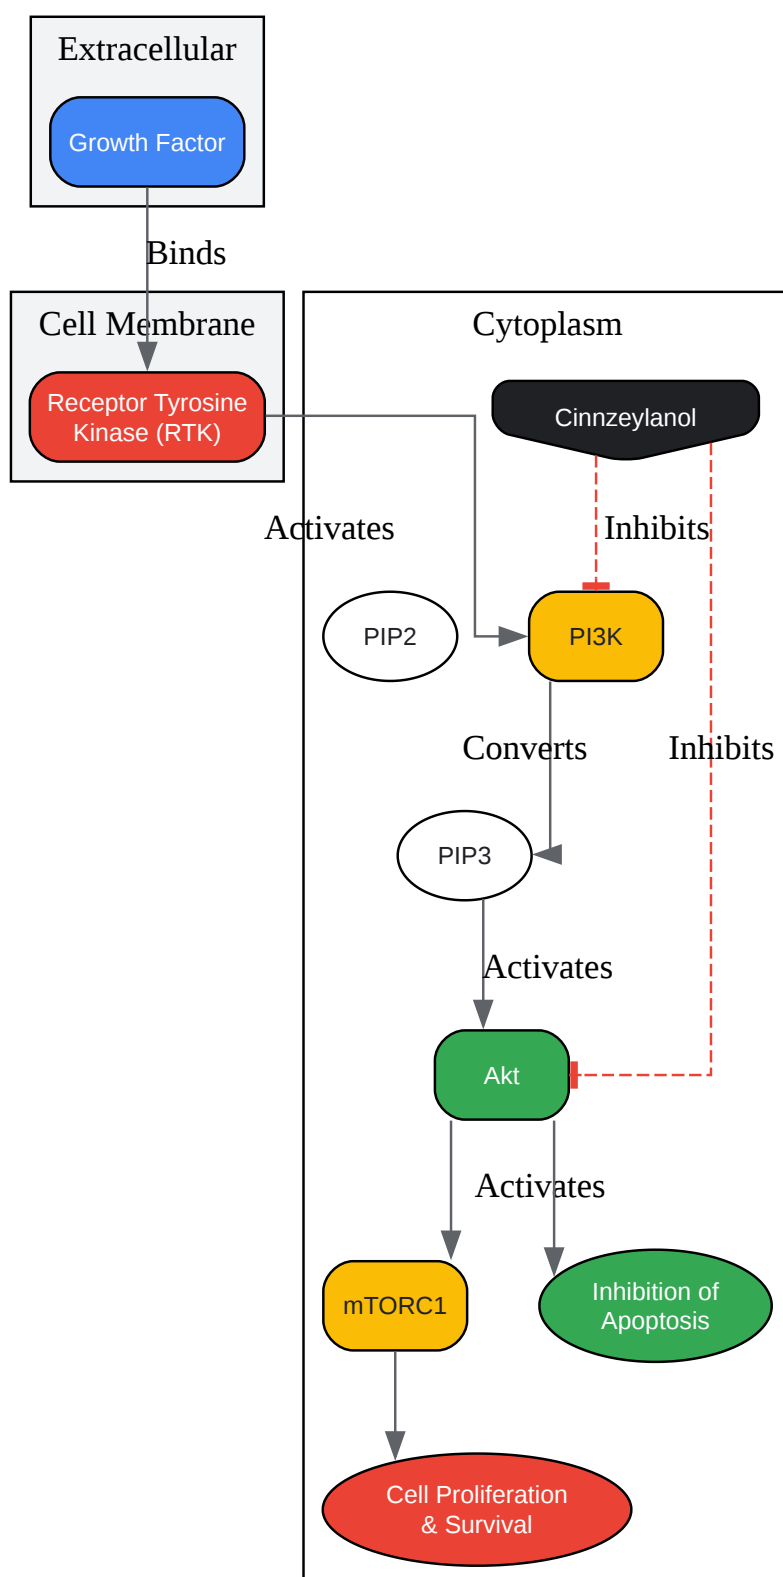 Extracellular
Growth Factor
Binds
Cell Membrane
Cytoplasm
Receptor Tyrosine
Kinase (RTK)
Cinnzeylanol
Activates
Inhibits
PIP2
PI3K
Converts
Inhibits
PIP3
Activates
Akt
Activates
mTORC1
Inhibition of
Apoptosis
Cell Proliferation
& Survival